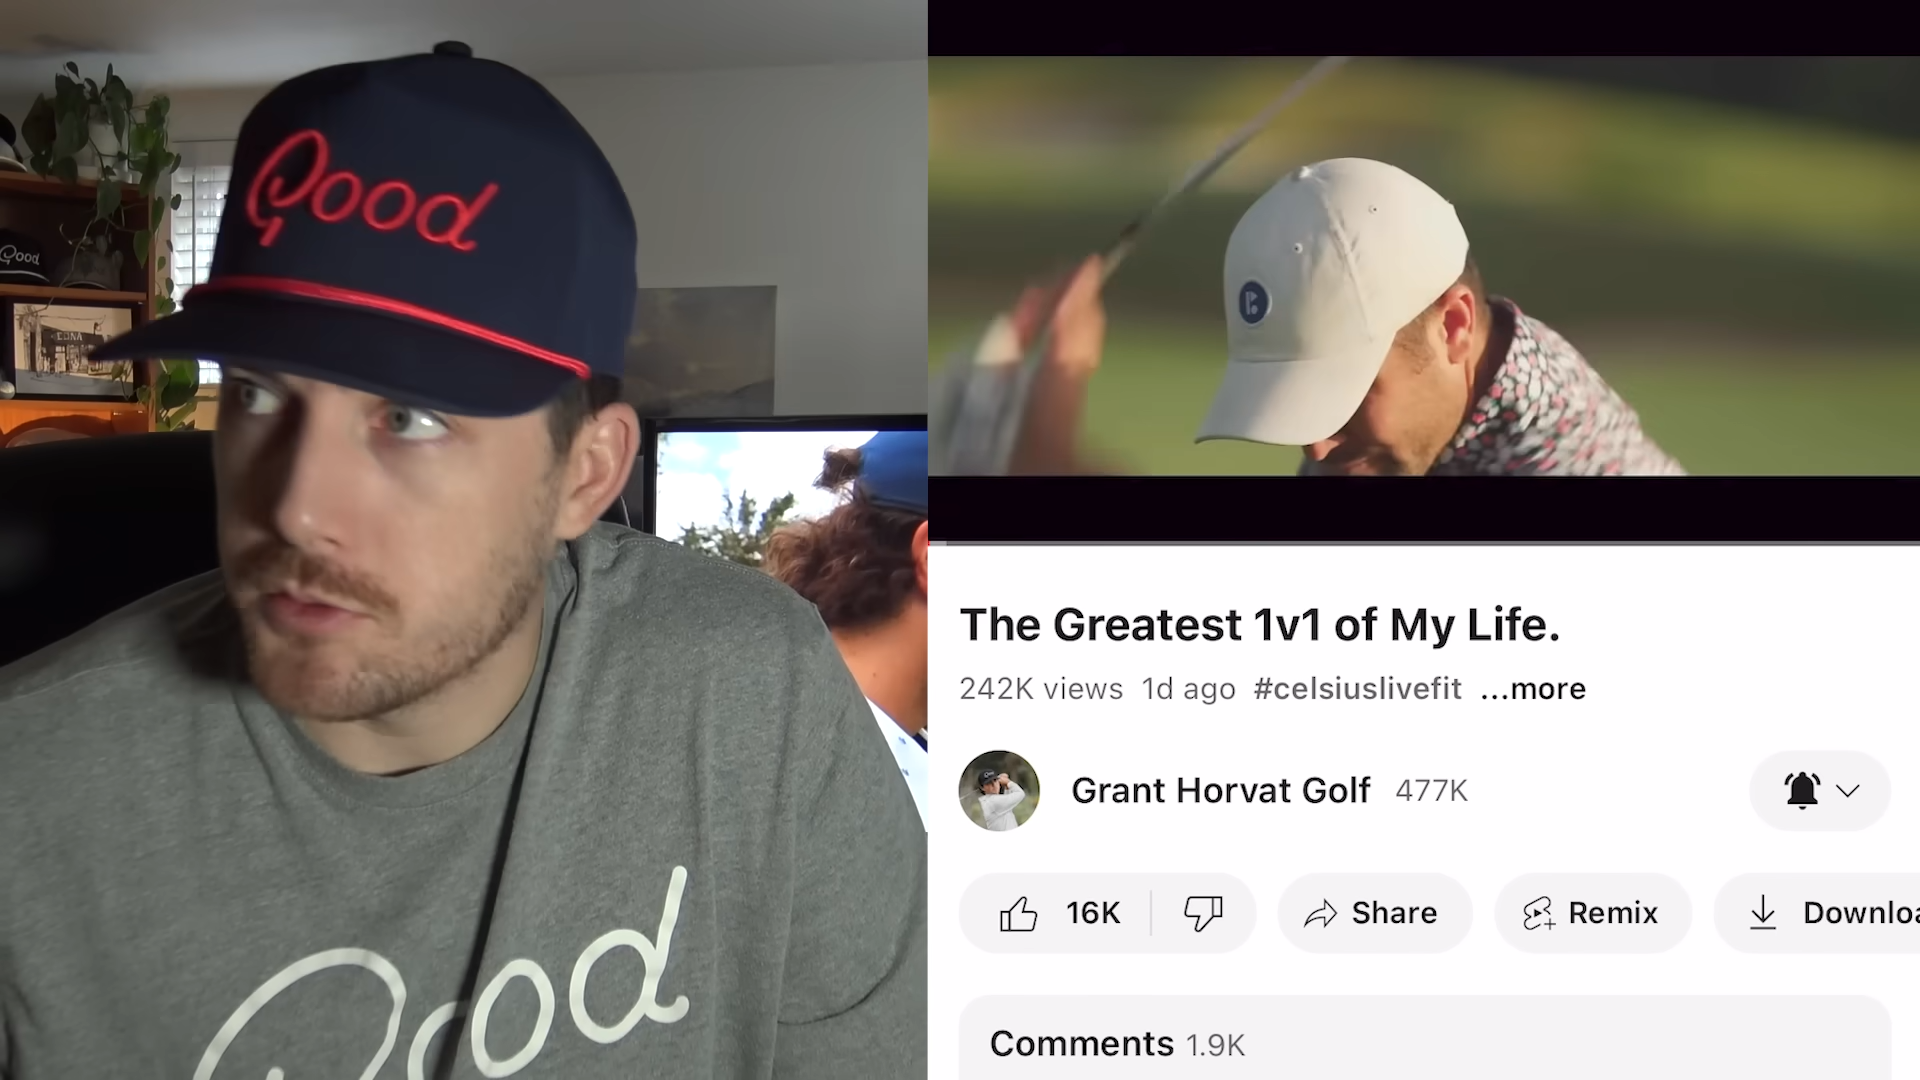 Good
Good
EDNA
Good
The Greatest 1v1 of My Life.
242K views 1d ago #celsiuslivefit ...more
Grant Horvat Golf 477K
16K Share Remix Downloa
Comments 1.9K